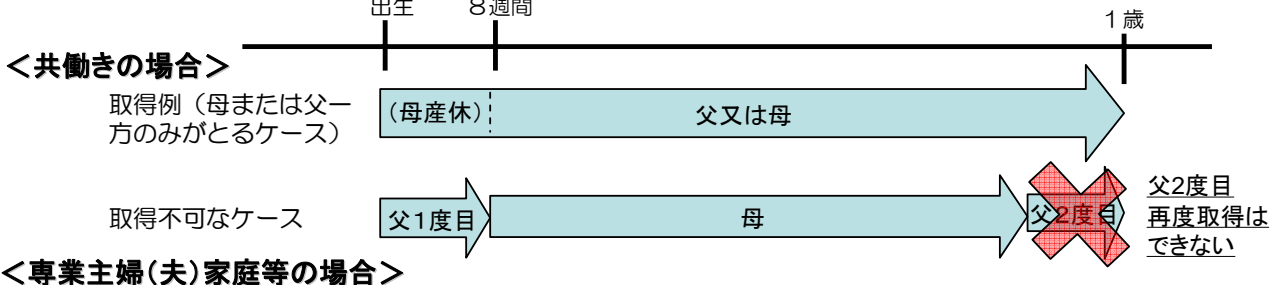 出生 8週間
1歳
＜共働きの場合＞
取得例（母または父一
方のみがとるケース）
（母産休）
父又は母
取得不可なケース
父1度目
母
父2度目
父2度目
再度取得は
できない
＜専業主婦（夫）家庭等の場合＞